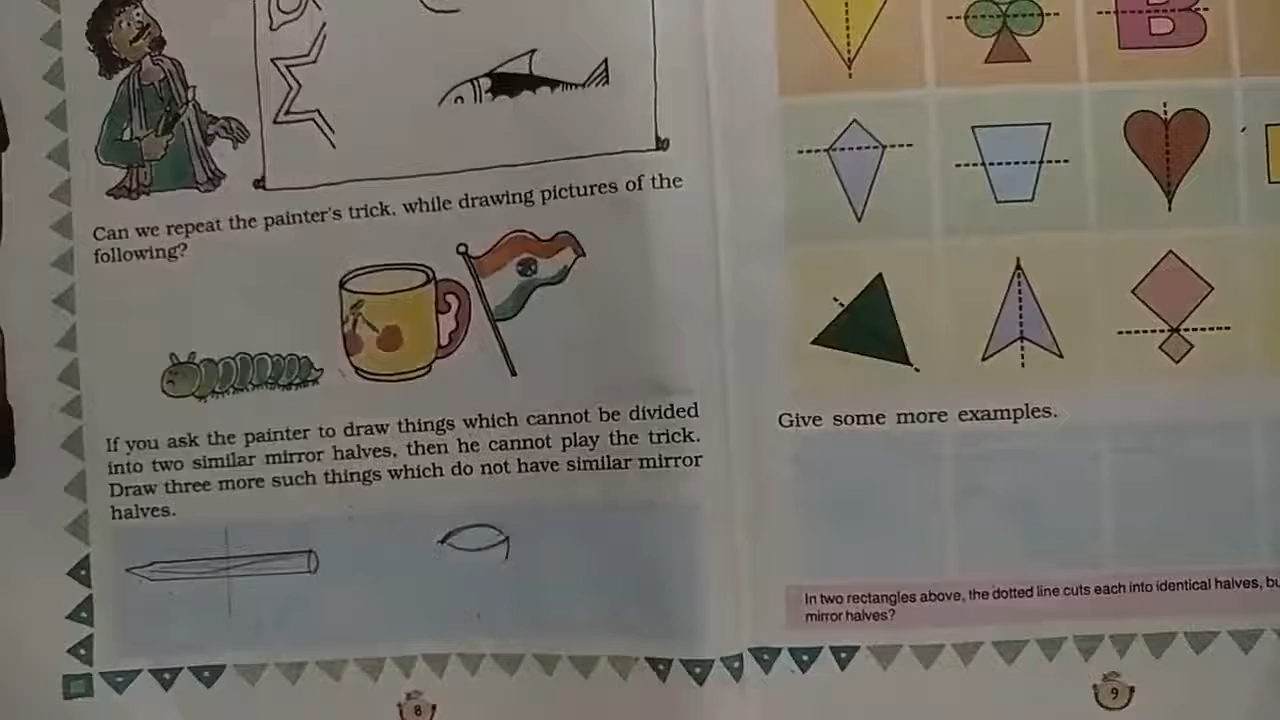 Can we repeat the painter's trick, while drawing pictures of the
following?
If you ask the painter to draw things which cannot be divided
into two similar mirror halves, then he cannot play the trick.
Draw three more such things which do not have similar mirror
halves.
8
B
Give some more examples.
In two rectangles above, the dotted line cuts each into identical halves, bu
mirror halves?
9